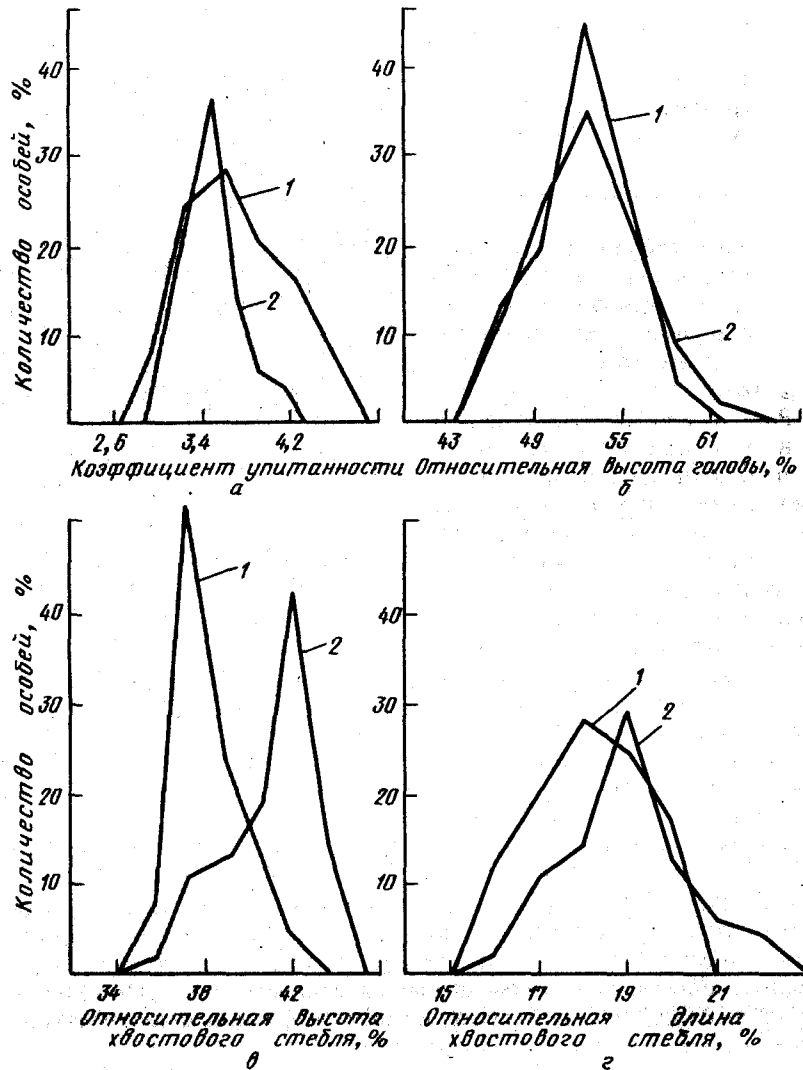 Количество особей, %
40
30
20
10
1
2
2,6 3,4 4,2
Коэффициент упитанности
а
40
30
20
10
1
2
43 49 55 61
Относительная высота головы, %
б
Количество особей, %
40
30
20
10
1
2
34 38 42
Относительная высота
хвостового стебля, %
в
40
30
20
10
1
2
15 17 19 21
Относительная длина
хвостового стебля, %
г